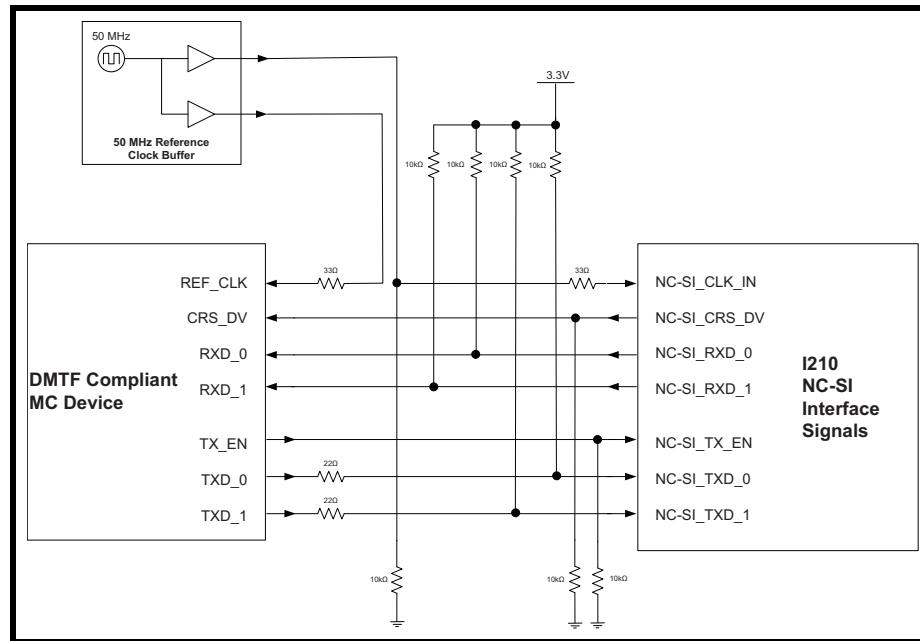 50 MHz
50 MHz Reference
Clock Buffer
3.3V
10kΩ
10kΩ
10kΩ
10kΩ
33Ω
33Ω
REF_CLK
CRS_DV
RXD_0
RXD_1
TX_EN
TXD_0
TXD_1
DMTF Compliant
MC Device
22Ω
22Ω
NC-SI_CLK_IN
NC-SI_CRS_DV
NC-SI_RXD_0
NC-SI_RXD_1
NC-SI_TX_EN
NC-SI_TXD_0
NC-SI_TXD_1
I210
NC-SI
Interface
Signals
10kΩ
10kΩ
10kΩ